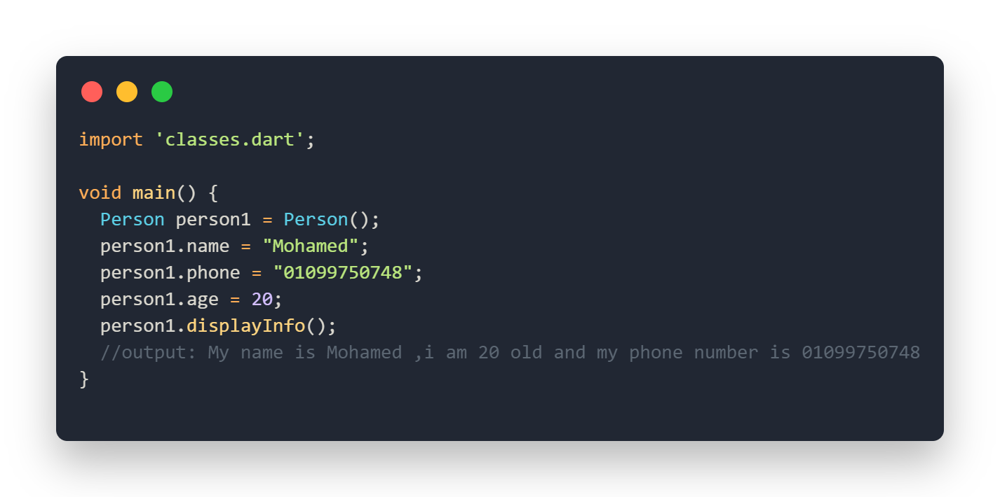 import 'classes.dart';

void main() {
  Person person1 = Person();
  person1.name = "Mohamed";
  person1.phone = "01099750748";
  person1.age = 20;
  person1.displayInfo();
  //output: My name is Mohamed ,i am 20 old and my phone number is 01099750748
}